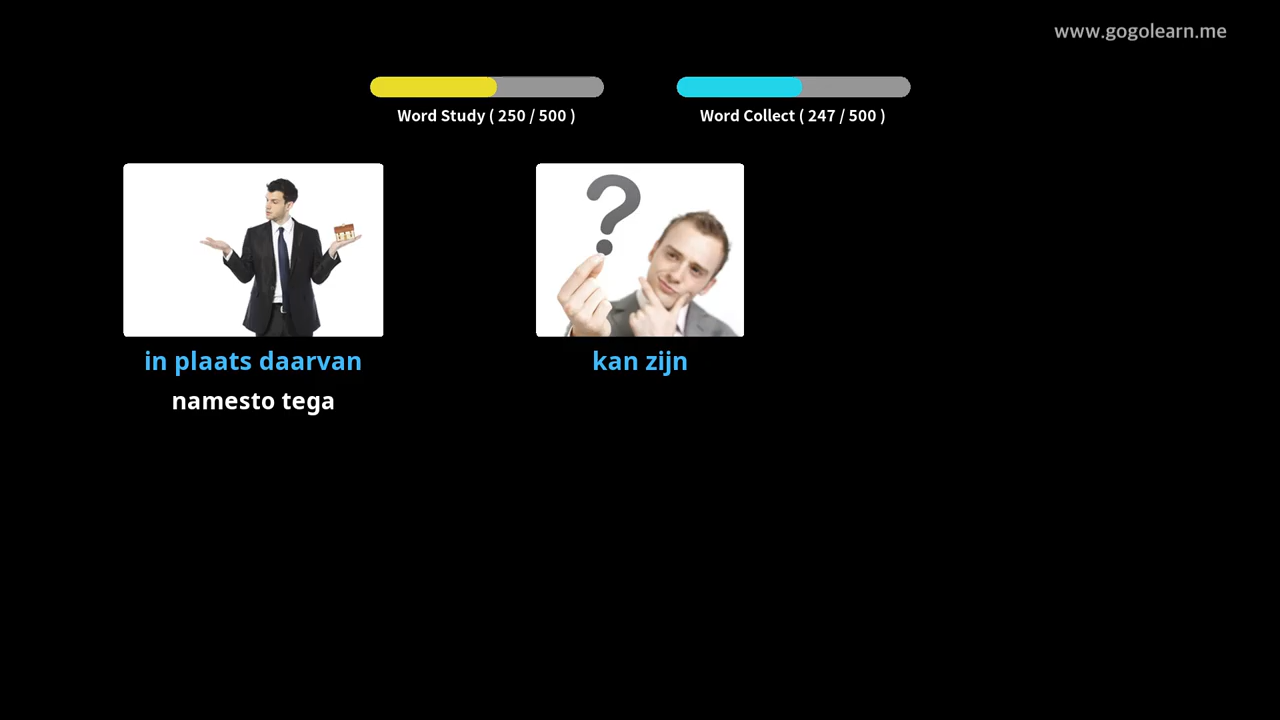 www.gogolearn.me
Word Study ( 250 / 500 )
Word Collect ( 247 / 500 )
in plaats daarvan
kan zijn
namesto tega